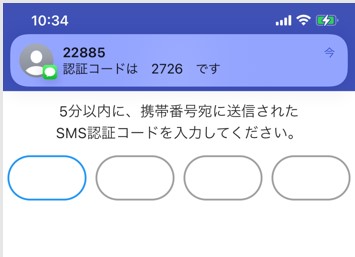 10:34
22885
今
認証コードは　2726　です
5分以内に、携帯番号宛に送信された
SMS認証コードを入力してください。